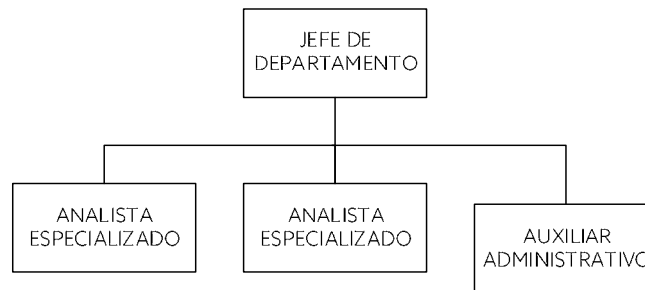 JEFE DE
DEPARTAMENTO
ANALISTA
ESPECIALIZADO
ANALISTA
ESPECIALIZADO
AUXILIAR
ADMINISTRATIVO